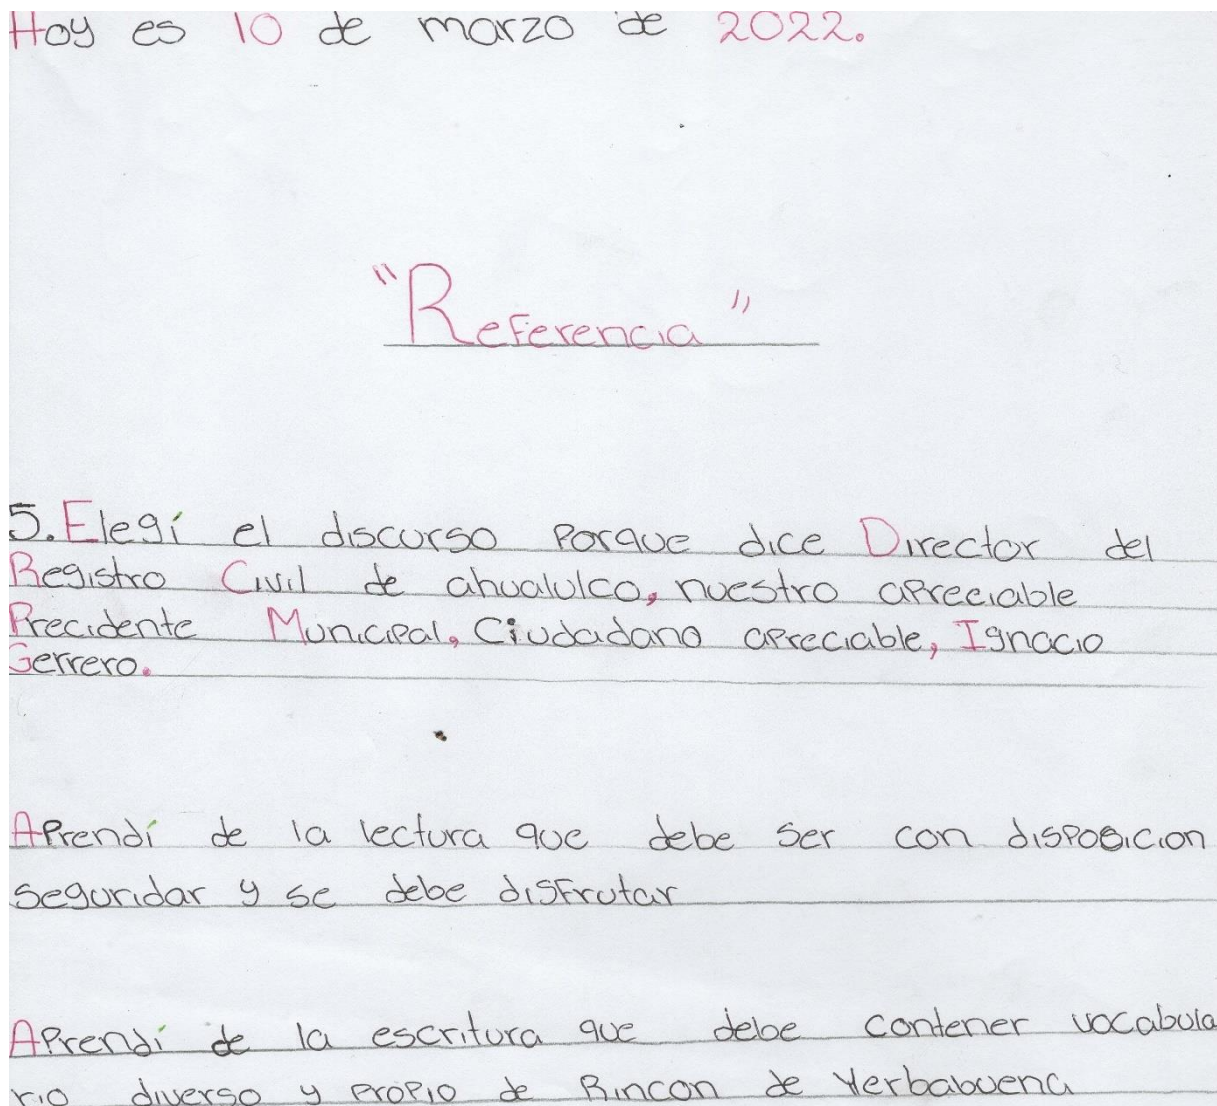 Hoy es 10 de marzo de 2022.
"Referencia"
5. Elegí el discurso porque dice Director del
Registro Civil de ahualulco, nuestro apreciable
Precidente Municipal, Ciudadano apreciable, Ignacio
Gerrero.
Aprendí de la lectura que debe ser con disposicion
seguridar y se debe disfrutar
Aprendí de la escritura que debe contener vocabula
rio diverso y propio de Rincon de Yerbabuena